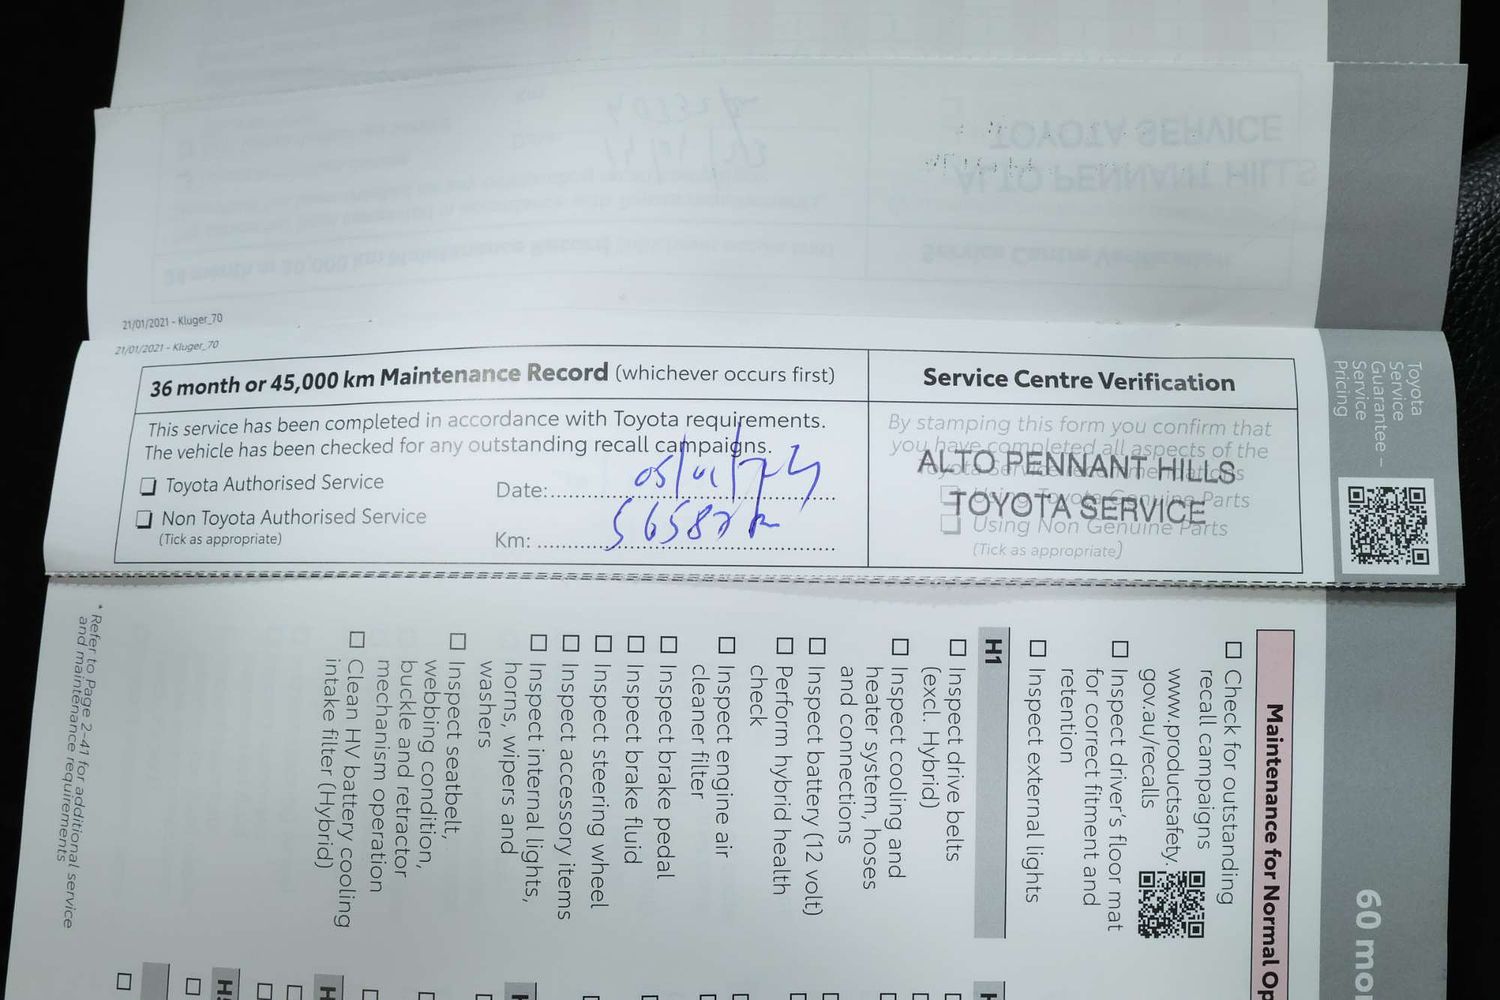 21/01/2021 - Kluger_70
21/01/2021 - Kluger_70
36 month or 45,000 km Maintenance Record (whichever occurs first)
This service has been completed in accordance with Toyota requirements.
The vehicle has been checked for any outstanding recall campaigns.
Toyota Authorised Service
Non Toyota Authorised Service
(Tick as appropriate)
Date:
Km:
Service Centre Verification
By stamping this form you confirm that
you have completed all aspects of the
ALTO PENNANT HILLS
TOYOTA SERVICE
Using Non Genuine Parts
(Tick as appropriate)
Toyota
Service
Guarantee –
Service
Pricing
60 mo
Maintenance for Normal Op
Check for outstanding
recall campaigns
www.productsafety.
gov.au/recalls
Inspect driver's floor mat
for correct fitment and
retention
Inspect external lights
H1
Inspect drive belts
(excl. Hybrid)
Inspect cooling and
heater system, hoses
and connections
Inspect battery (12 volt)
Perform hybrid health
check
Inspect engine air
cleaner filter
Inspect brake pedal
Inspect brake fluid
Inspect steering wheel
Inspect accessory items
Inspect internal lights,
horns, wipers and
washers
Inspect seatbelt,
webbing condition,
buckle and retractor
mechanism operation
Clean HV battery cooling
intake filter (Hybrid)
* Refer to Page 2-41 for additional service
and maintenance requirements